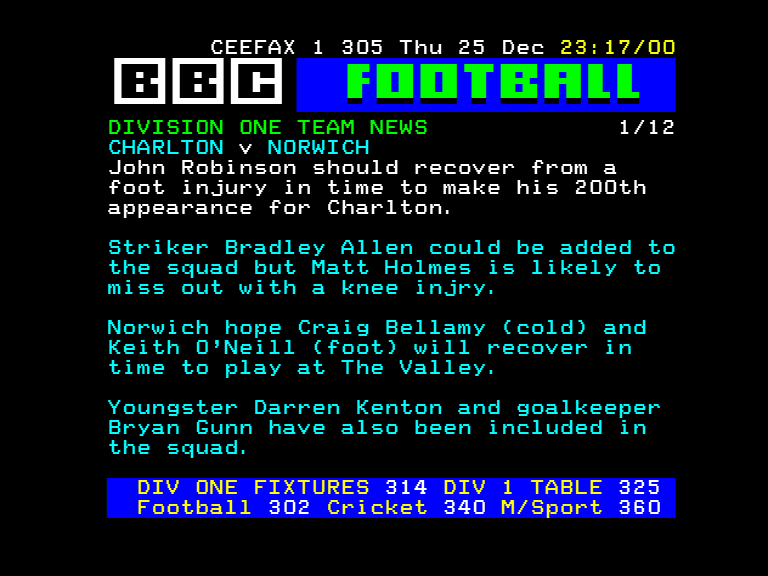 CEEFAX 1 305 Thu 25 Dec 23:17/00
BBC FOOTBALL
DIVISION ONE TEAM NEWS 1/12
CHARLTON v NORWICH
John Robinson should recover from a
foot injury in time to make his 200th
appearance for Charlton.
Striker Bradley Allen could be added to
the squad but Matt Holmes is likely to
miss out with a knee injry.
Norwich hope Craig Bellamy (cold) and
Keith O'Neill (foot) will recover in
time to play at The Valley.
Youngster Darren Kenton and goalkeeper
Bryan Gunn have also been included in
the squad.
DIV ONE FIXTURES 314 DIV 1 TABLE 325
Football 302 Cricket 340 M/Sport 360